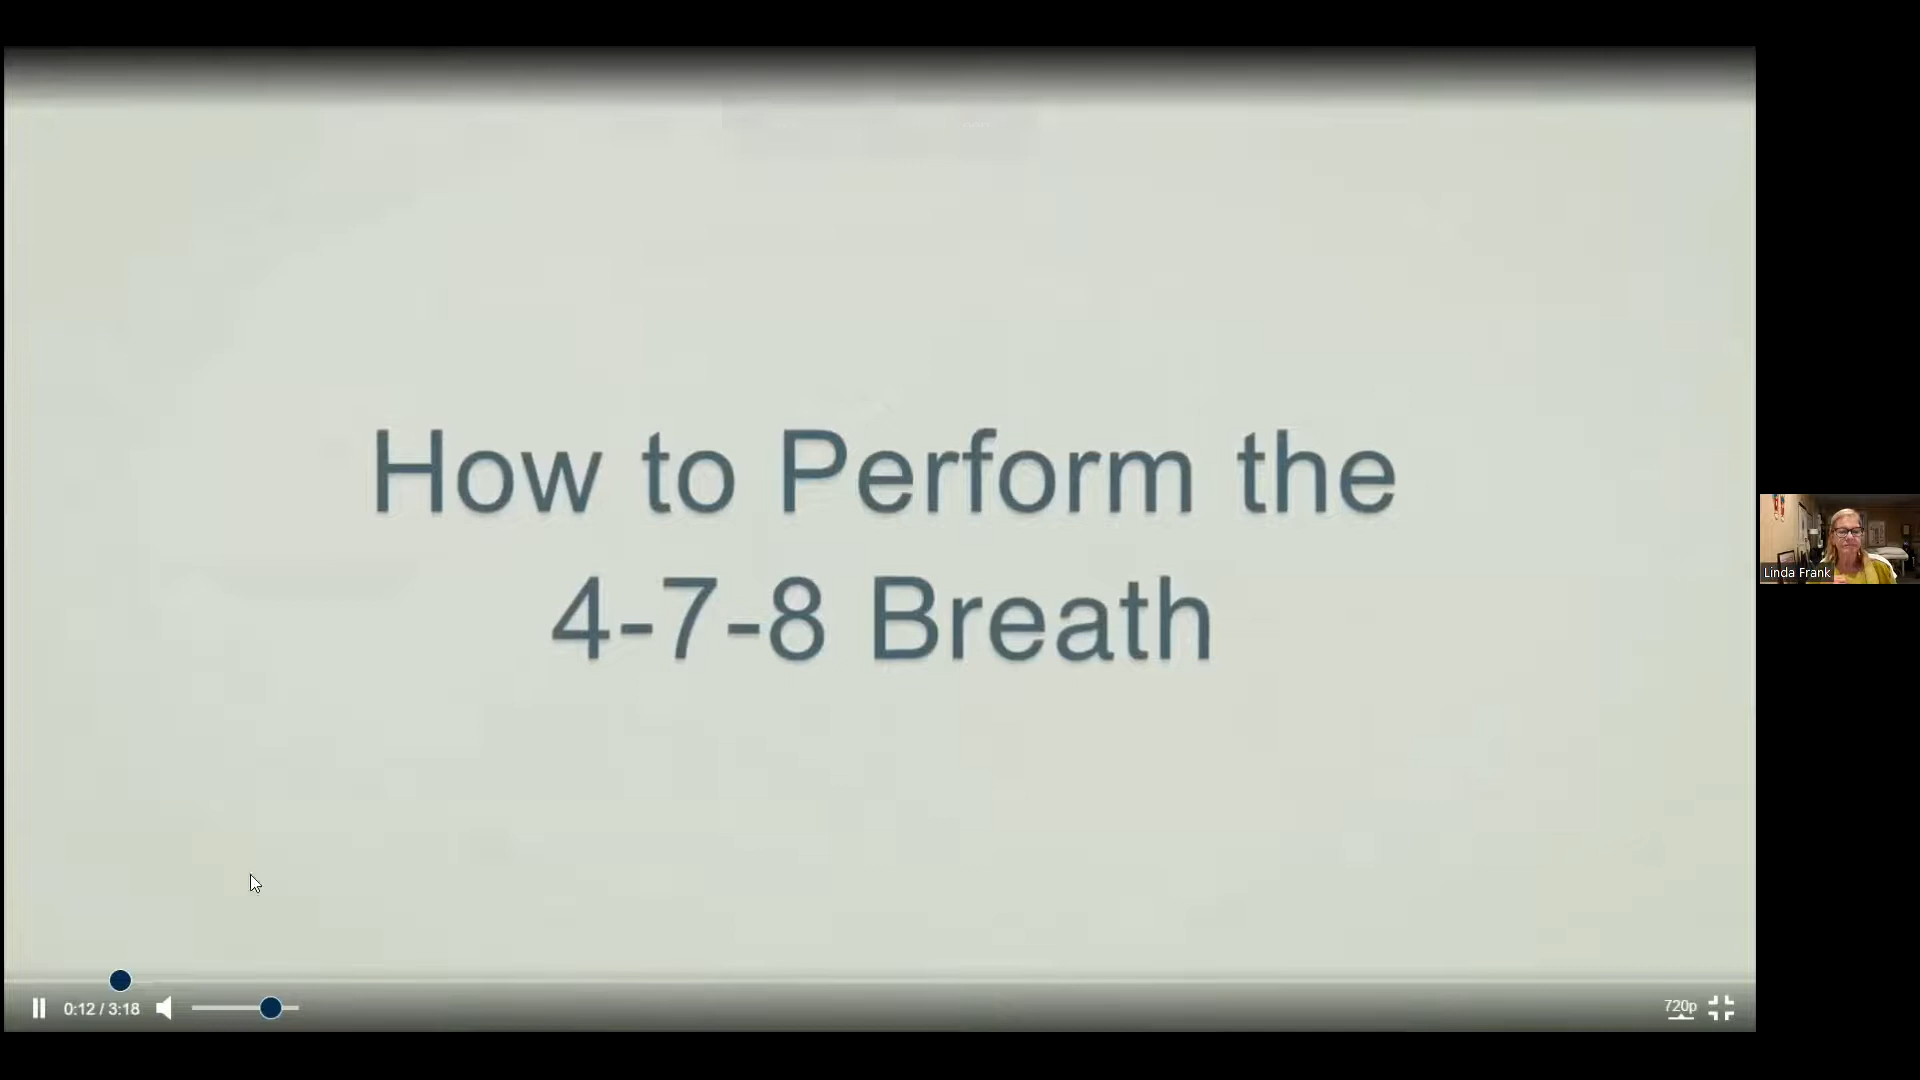 How to Perform the
4-7-8 Breath
Linda Frank
0:12 / 3:18
720p